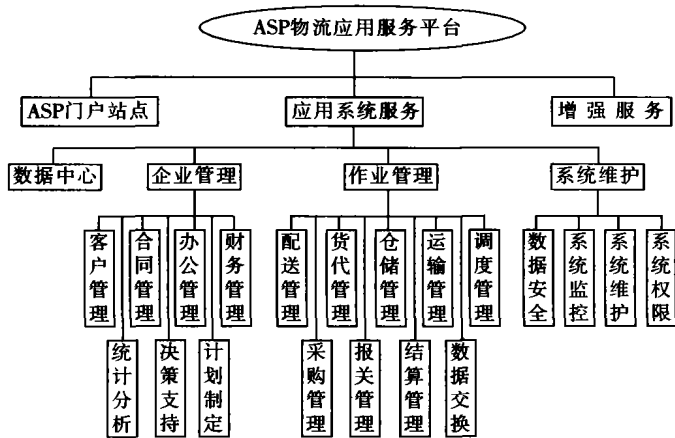 ASP物流应用服务平台
ASP门户站点
应用系统服务
增强服务
数据中心
企业管理
作业管理
系统维护
客户管理
合同管理
办公管理
财务管理
配送管理
货代管理
仓储管理
运输管理
调度管理
数据安全
系统监控
系统维护
系统权限
统计分析
决策支持
计划制定
采购管理
报关管理
结算管理
数据交换